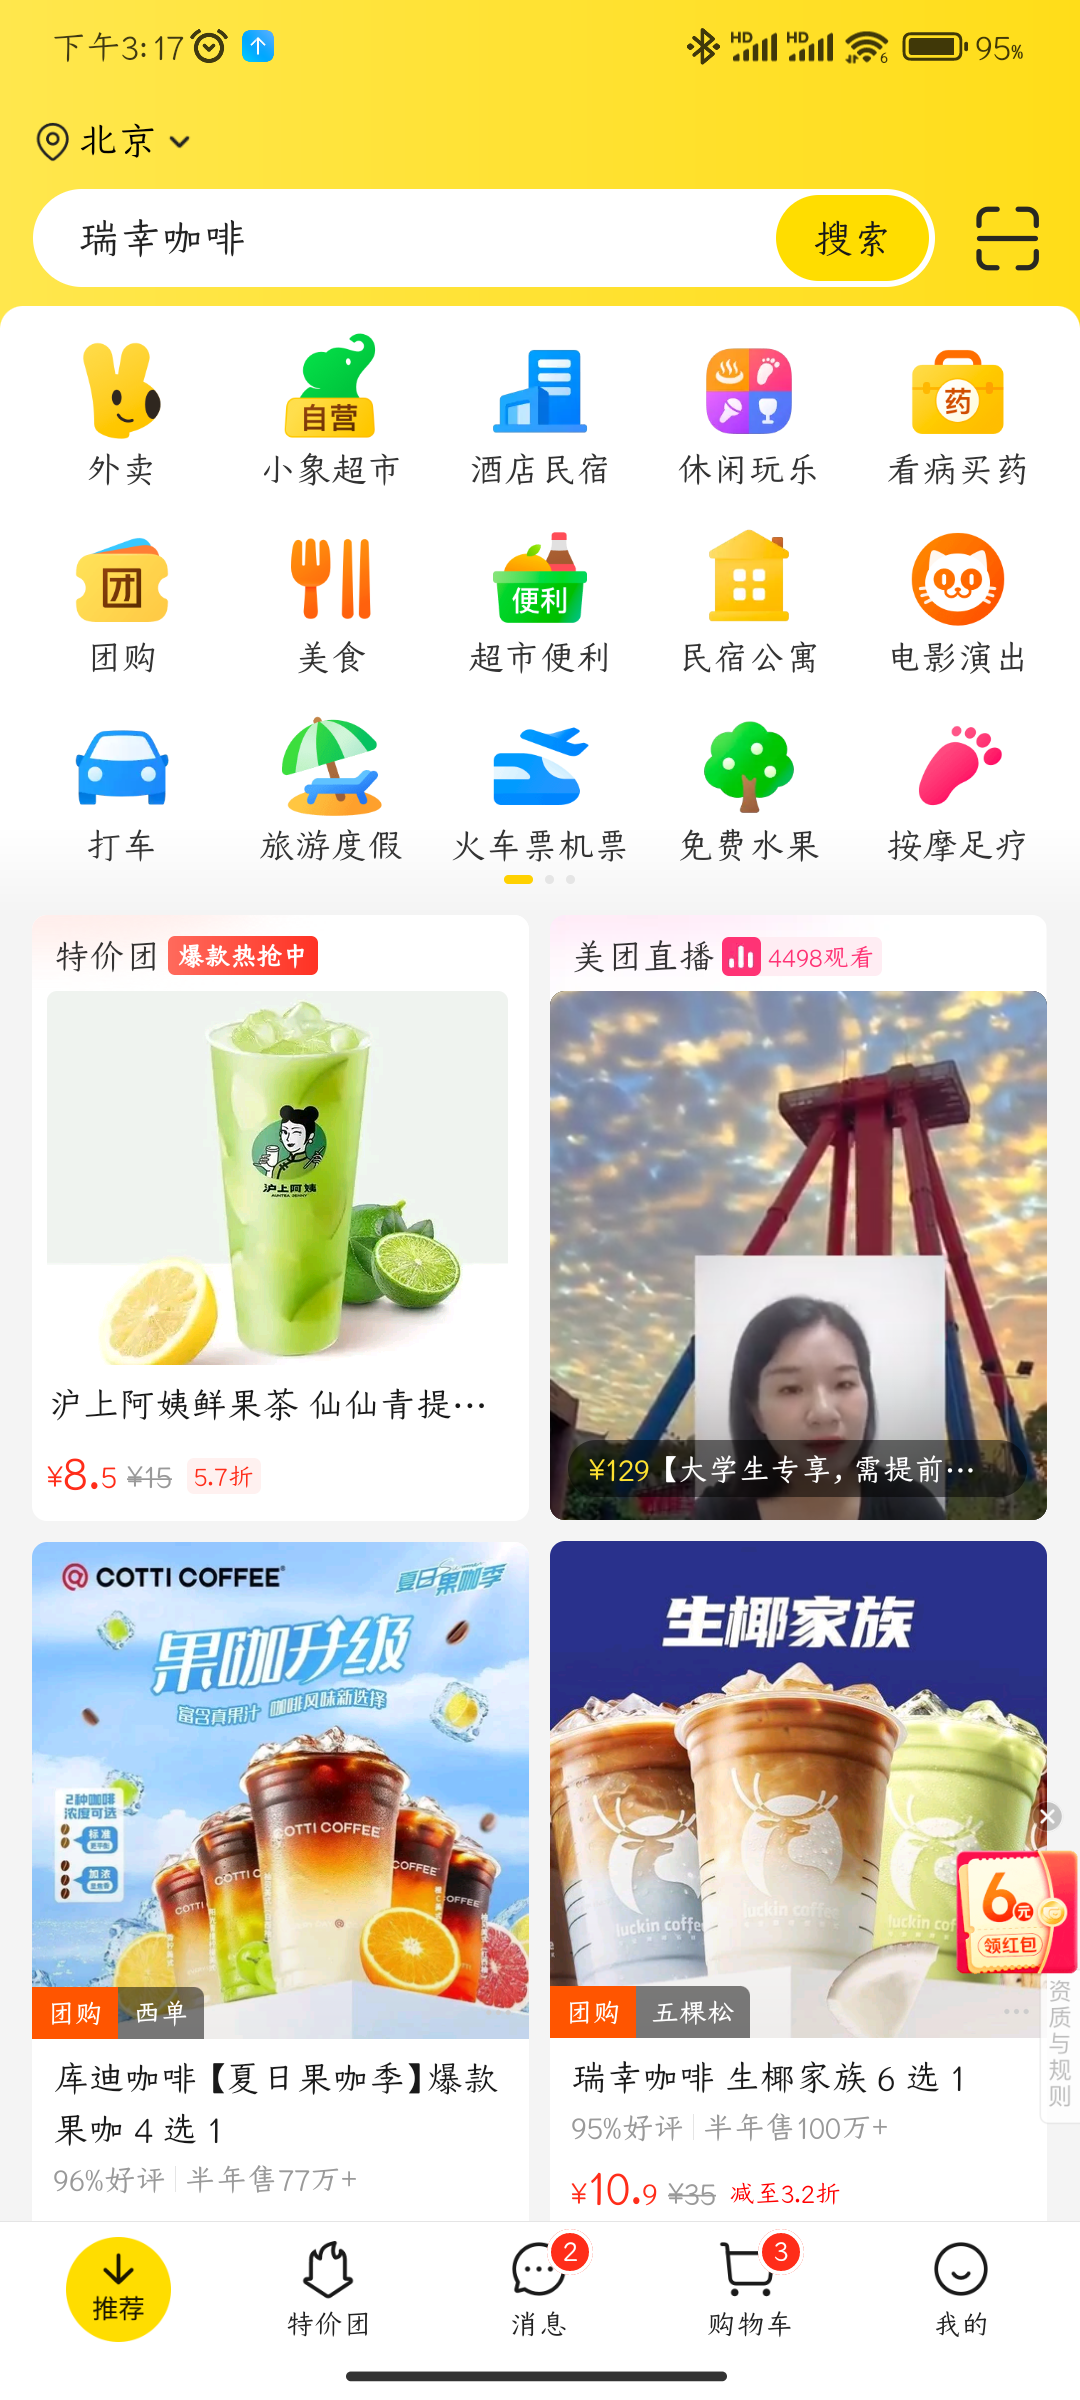 下午3:17
HD HD 6 95%
北京
瑞幸咖啡 搜索
自营 药
外卖 小象超市 酒店民宿 休闲玩乐 看病买药
团 便利
团购 美食 超市便利 民宿公寓 电影演出
打车 旅游度假 火车票机票 免费水果 按摩足疗
特价团 爆款热抢中
沪上阿姨
AUNTEA JENNY
沪上阿姨鲜果茶 仙仙青提…
¥8.5 ¥15 5.7折
美团直播 4498观看
¥129【大学生专享，需提前…
COTTI COFFEE
夏日果咖季
果咖升级
富含真果汁 咖啡风味新选择
2种咖啡
浓度可选
标准
加浓
COTTI COFFEE
团购 西单
库迪咖啡【夏日果咖季】爆款
果咖 4 选 1
96%好评 半年售77万+
生椰家族
luckin coffee
luckin coffee
luckin cof
团购 五棵松
瑞幸咖啡 生椰家族 6 选 1
95%好评 半年售100万+
¥10.9 ¥35 减至3.2折
6元
领红包
资质与规则
推荐 特价团 消息 2 购物车 3 我的